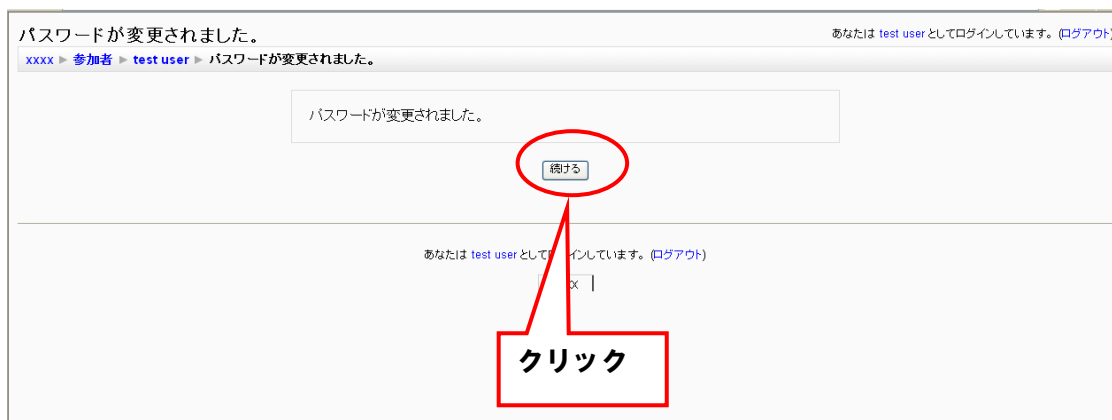 パスワードが変更されました。
あなたは test user としてログインしています。(ログアウト)
xxxx ► 参加者 ► test user ► パスワードが変更されました。
パスワードが変更されました。
続ける
あなたは test user として インしています。(ログアウト)
クリック